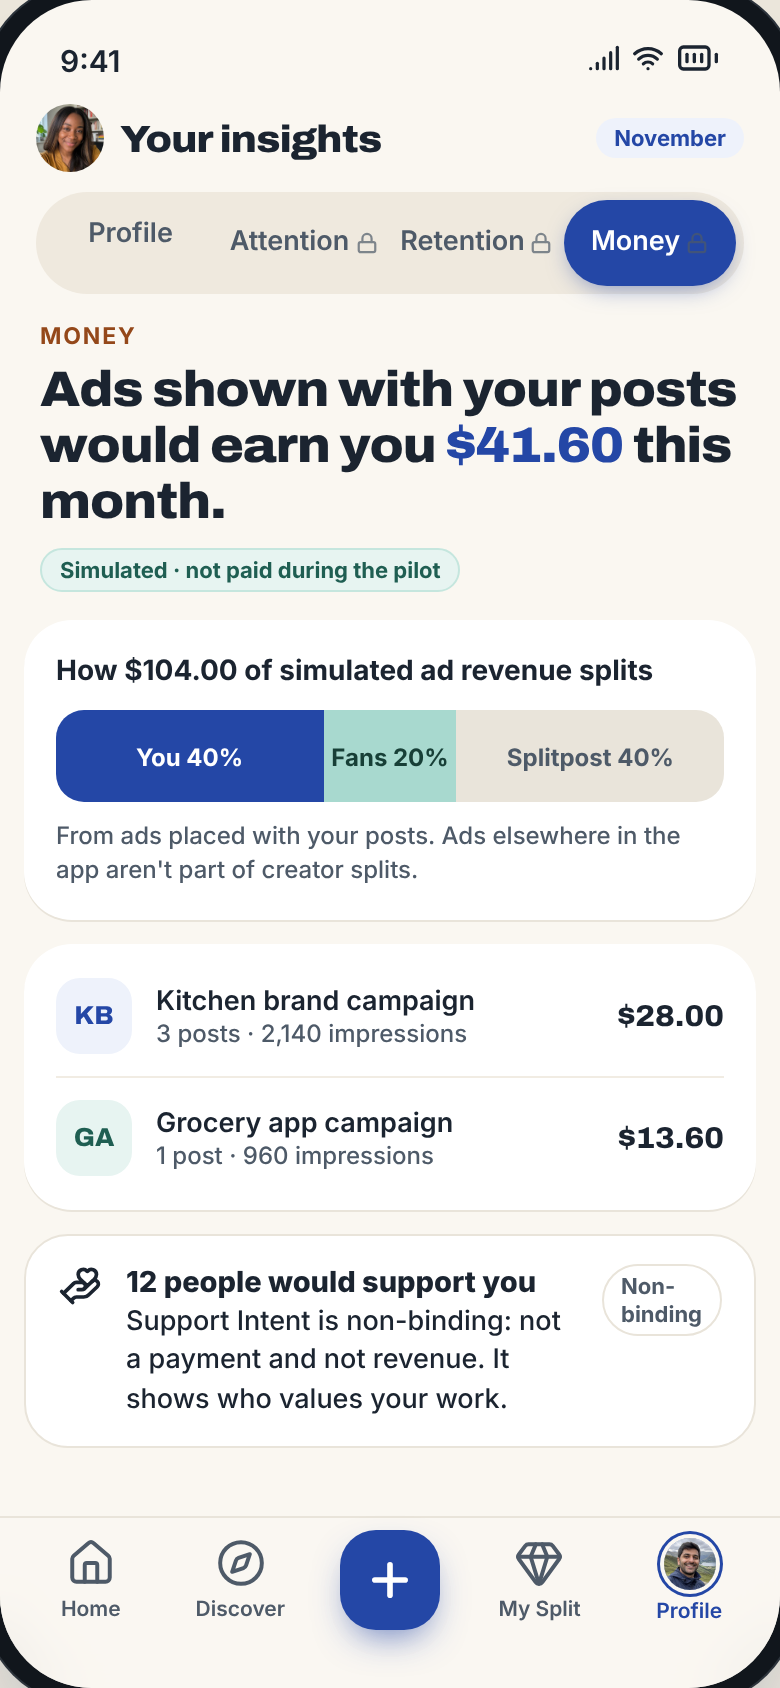 9:41
Your insights
November
Profile
Attention
Retention
Money
MONEY
Ads shown with your posts
would earn you $41.60 this
month.
Simulated · not paid during the pilot
How $104.00 of simulated ad revenue splits
You 40%
Fans 20%
Splitpost 40%
From ads placed with your posts. Ads elsewhere in the
app aren't part of creator splits.
KB
Kitchen brand campaign
3 posts · 2,140 impressions
$28.00
GA
Grocery app campaign
1 post · 960 impressions
$13.60
12 people would support you
Support Intent is non-binding: not
a payment and not revenue. It
shows who values your work.
Non-
binding
Home
Discover
My Split
Profile